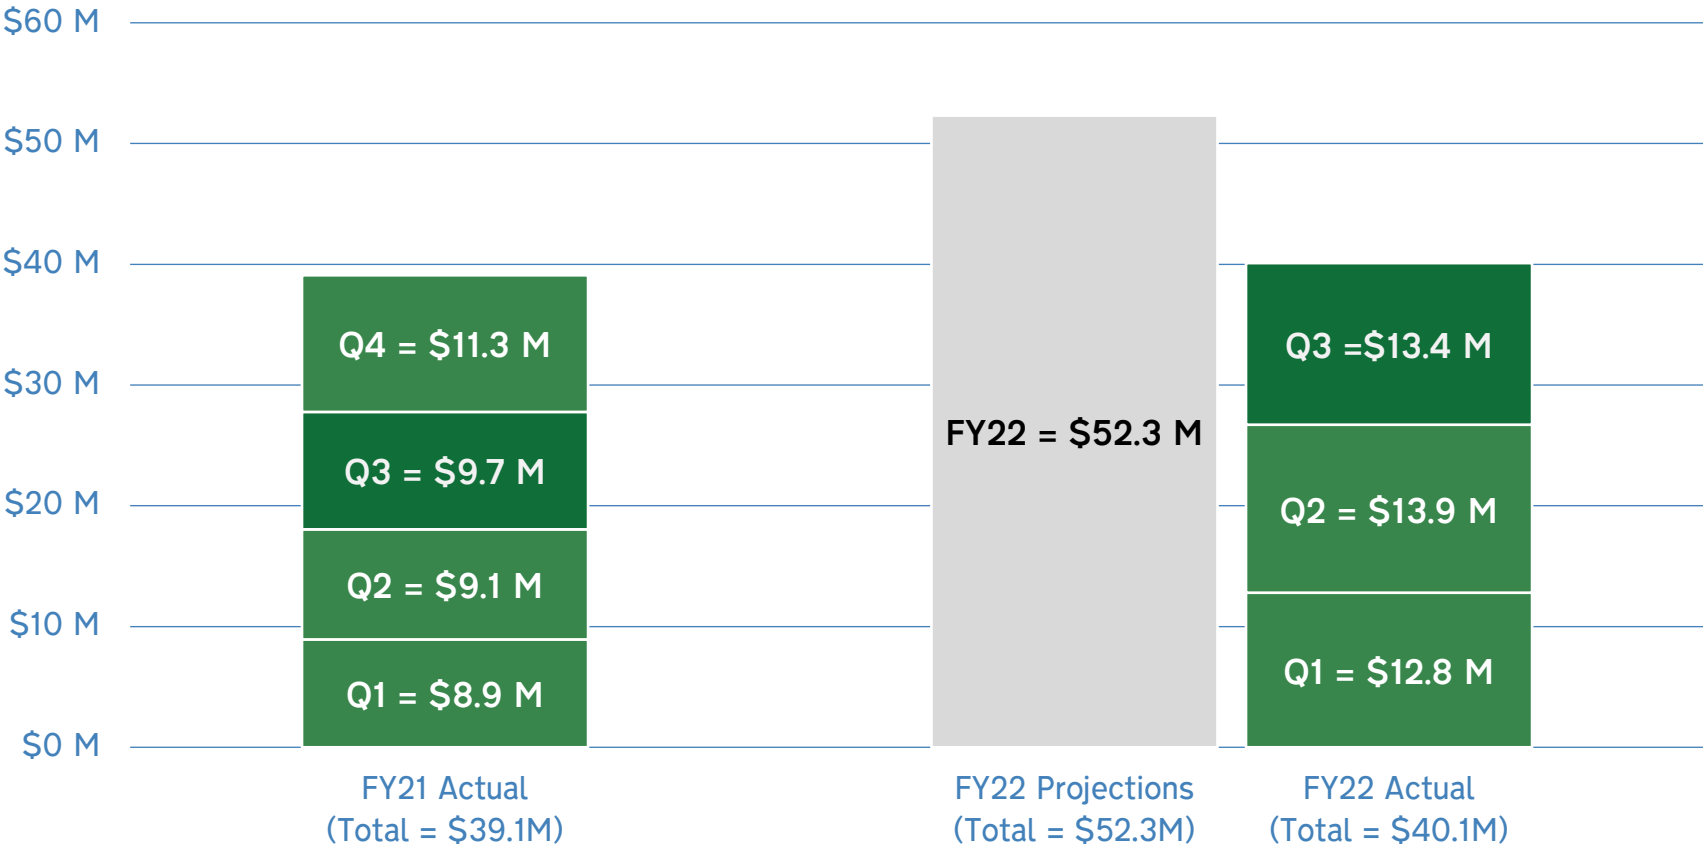 $60 M
$50 M
$40 M
$30 M
$20 M
$10 M
$0 M
Q4 = $11.3 M
Q3 = $9.7 M
Q2 = $9.1 M
Q1 = $8.9 M
FY22 = $52.3 M
Q3 =$13.4 M
Q2 = $13.9 M
Q1 = $12.8 M
FY21 Actual
(Total = $39.1M)
FY22 Projections
(Total = $52.3M)
FY22 Actual
(Total = $40.1M)